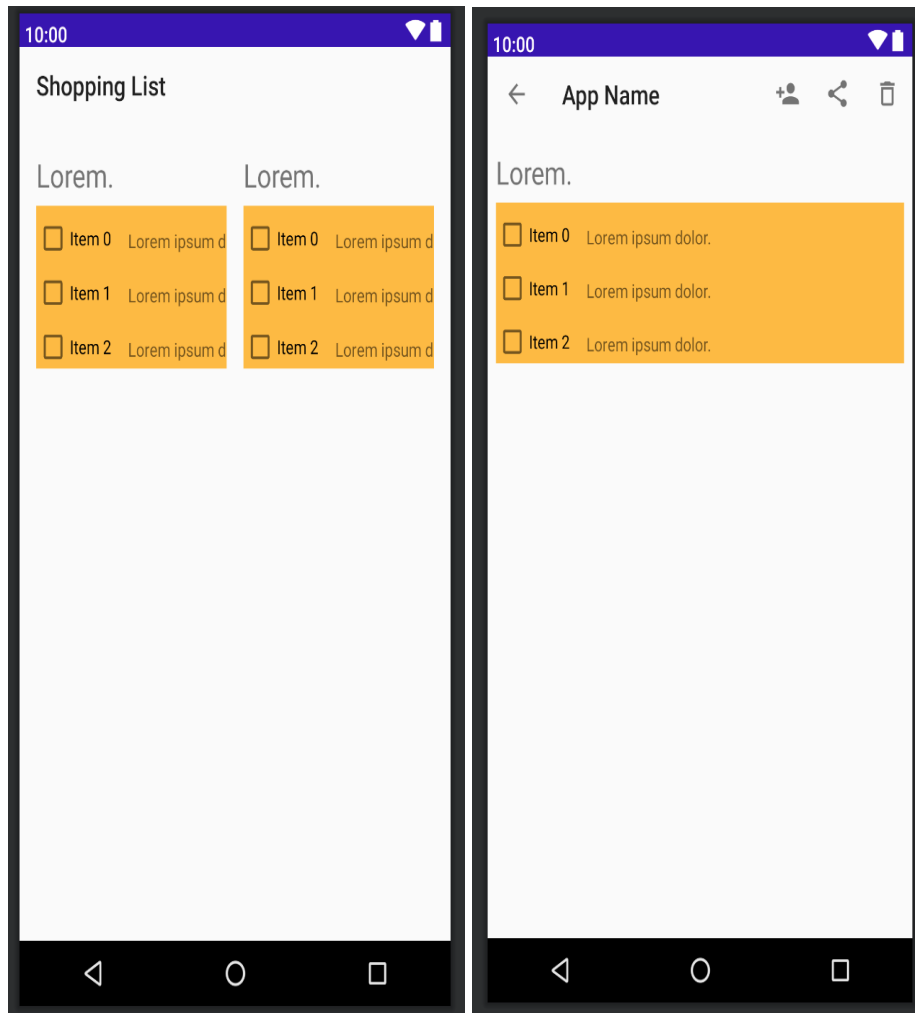 10:00
Shopping List
Lorem. Lorem.
Item 0 Lorem ipsum d Item 0 Lorem ipsum d
Item 1 Lorem ipsum d Item 1 Lorem ipsum d
Item 2 Lorem ipsum d Item 2 Lorem ipsum d
10:00
App Name
Lorem.
Item 0 Lorem ipsum dolor.
Item 1 Lorem ipsum dolor.
Item 2 Lorem ipsum dolor.